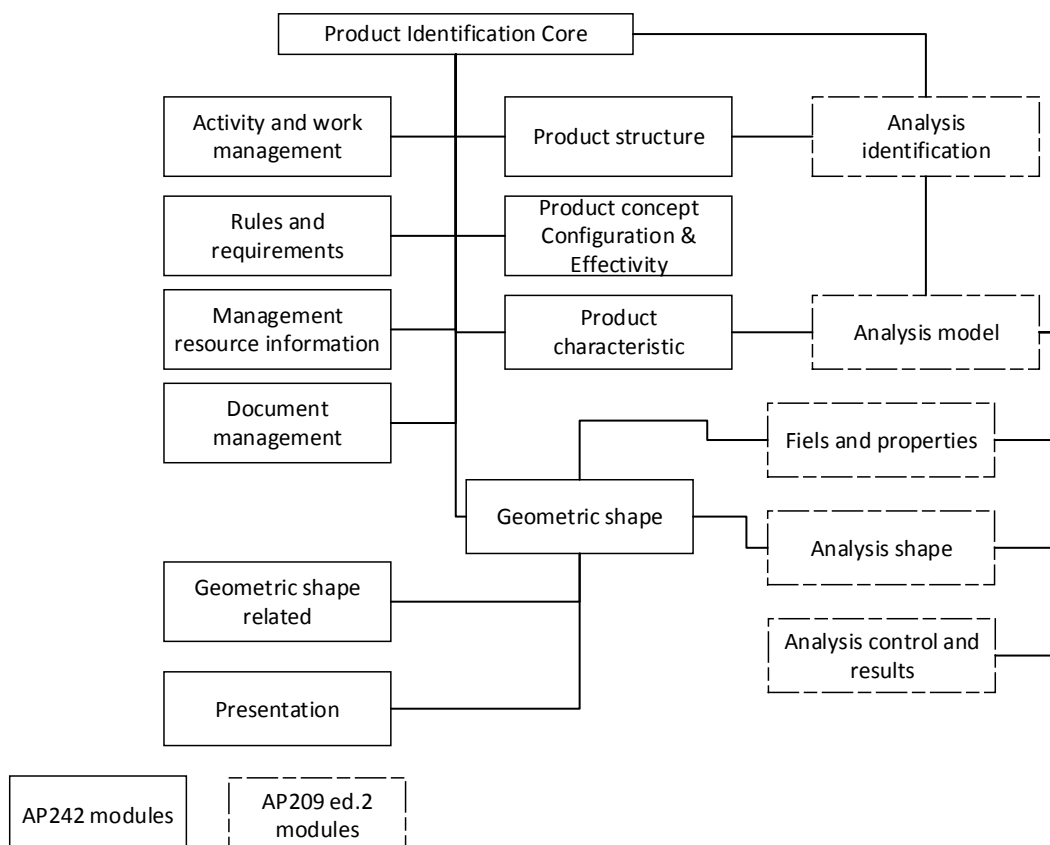 Product Identification Core
Activity and work
management
Product structure
Analysis
identification
Rules and
requirements
Product concept
Configuration &
Effectivity
Management
resource information
Product
characteristic
Analysis model
Document
management
Fiels and properties
Geometric shape
Analysis shape
Geometric shape
related
Analysis control and
results
Presentation
AP242 modules
AP209 ed.2
modules